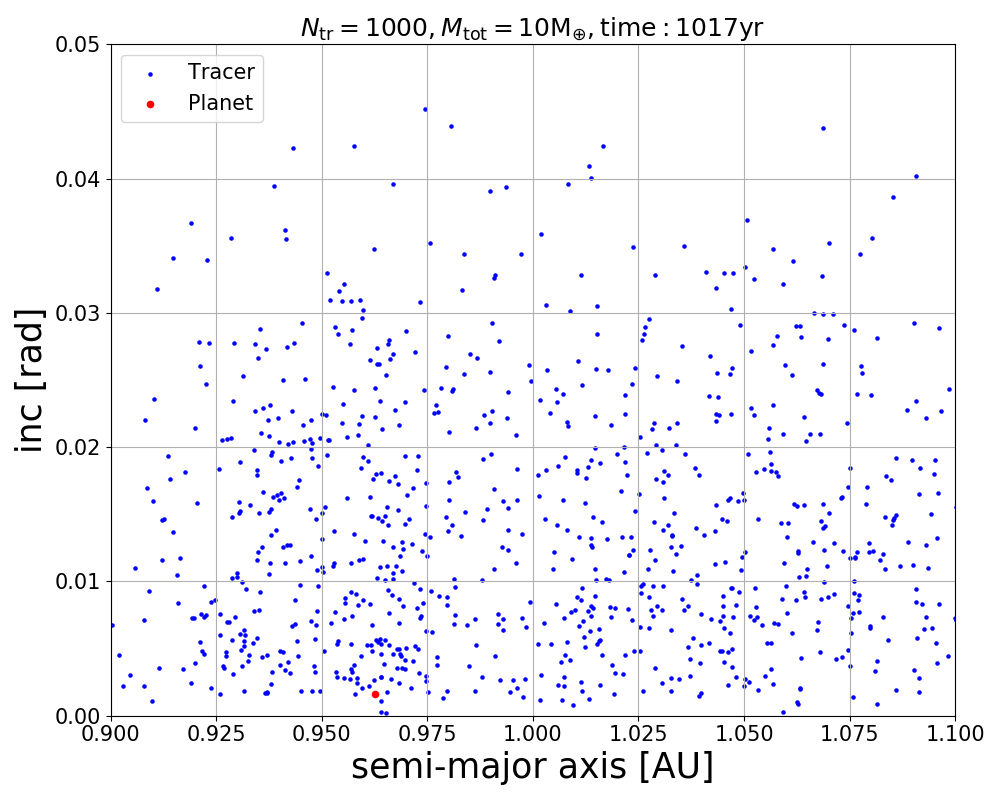 N_tr = 1000, M_tot = 10M_⊕, time : 1017yr
0.05
Tracer
Planet
0.04
0.03
0.02
0.01
0.00
inc [rad]
0.900 0.925 0.950 0.975 1.000 1.025 1.050 1.075 1.100
semi-major axis [AU]